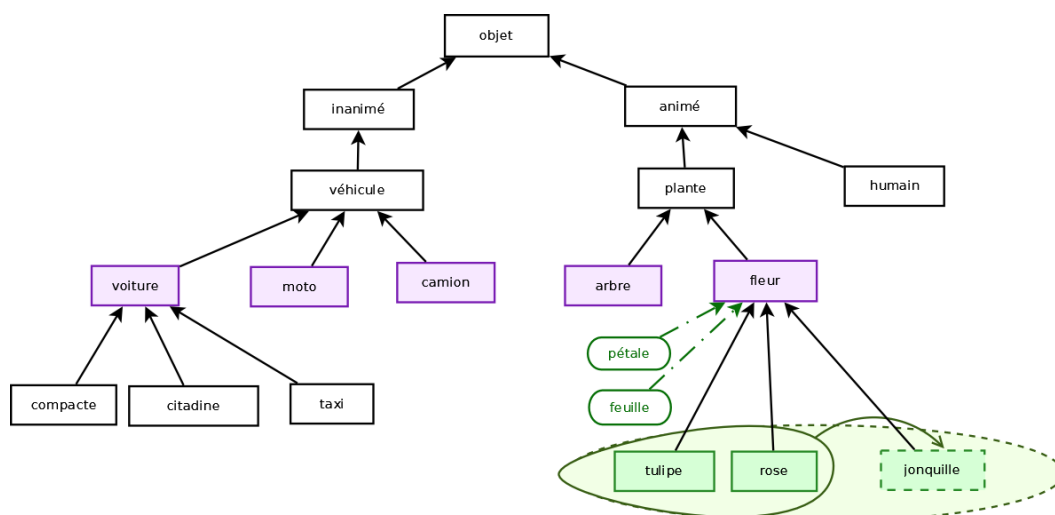 objet
inanimé
animé
véhicule
plante
humain
voiture
moto
camion
arbre
fleur
pétale
feuille
compacte
citadine
taxi
tulipe
rose
jonquille